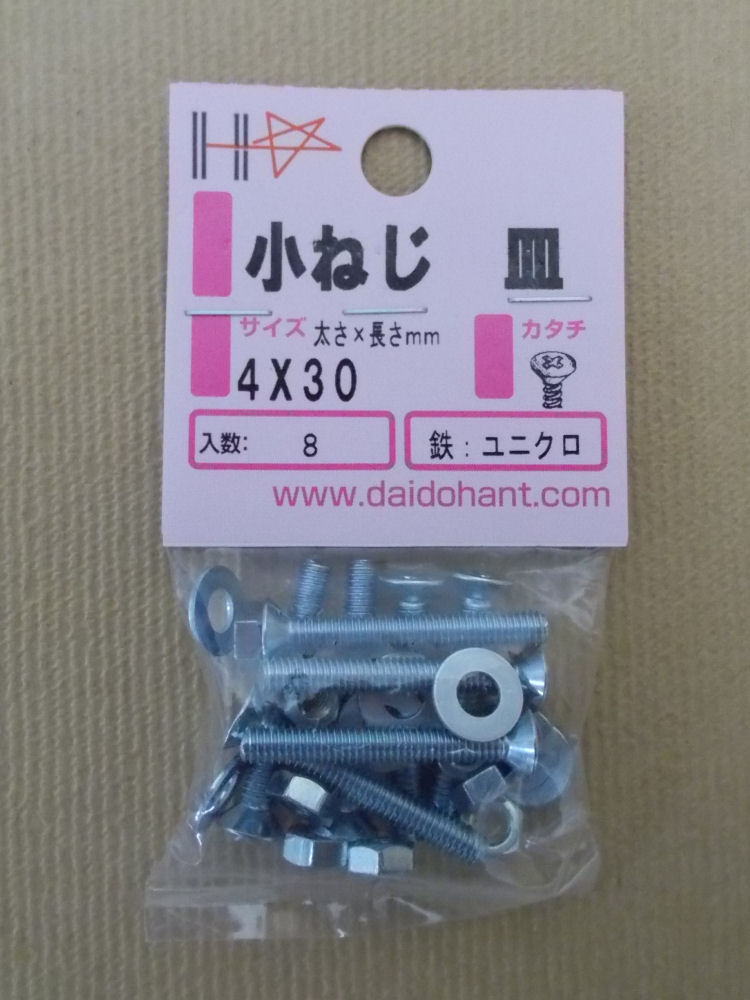 H
小ねじ 皿
サイズ 太さ×長さmm カタチ
4X30
入数: 8 鉄:ユニクロ
www.daidohant.com